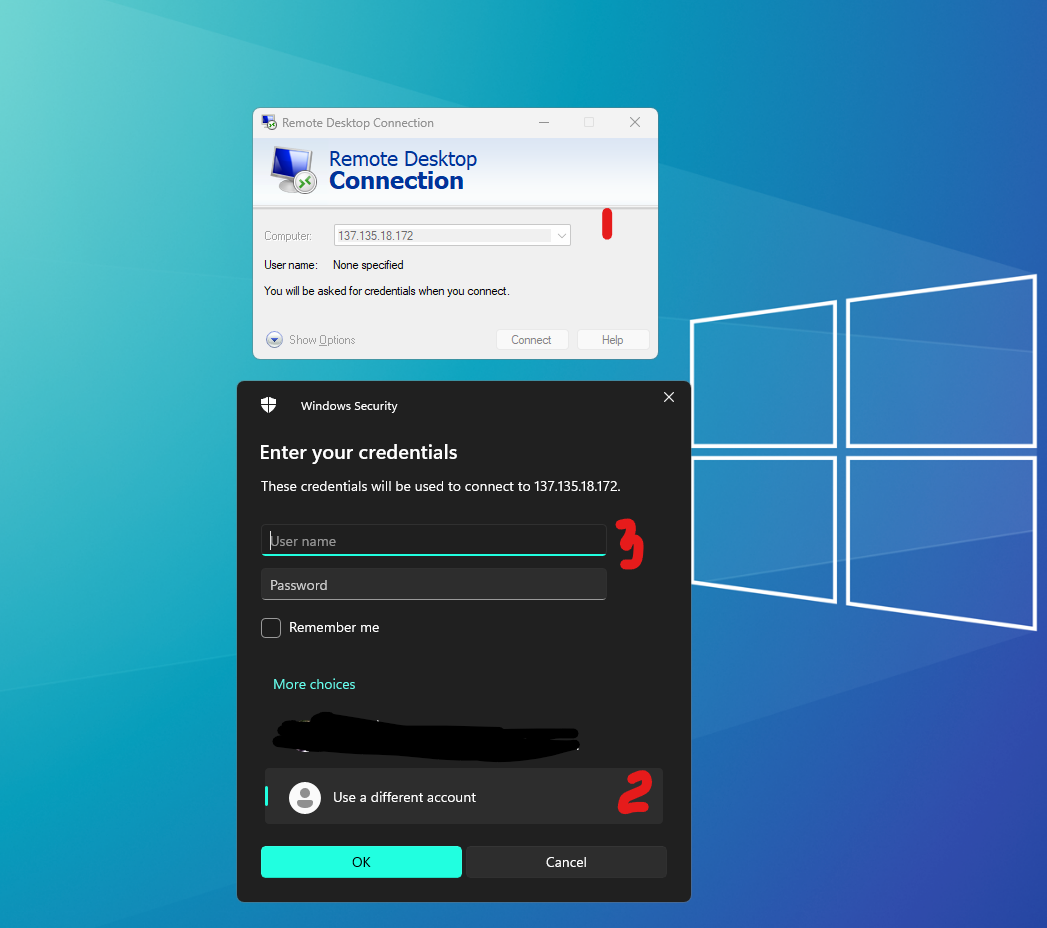 Remote Desktop Connection
Remote Desktop
Connection
1
Computer: 137.135.18.172
User name: None specified
You will be asked for credentials when you connect.
Show Options Connect Help
Windows Security
Enter your credentials
These credentials will be used to connect to 137.135.18.172.
User name 3
Password
Remember me
More choices
Use a different account 2
OK Cancel